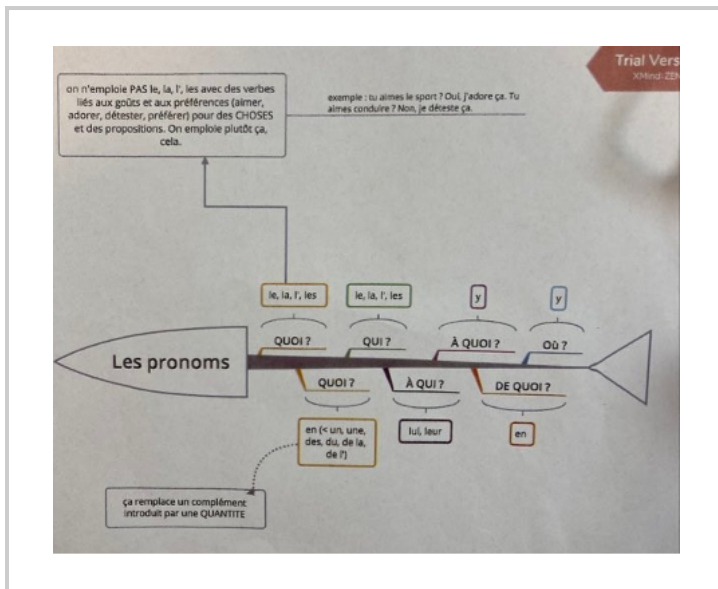 Trial Vers
XMind: ZEN
on n'emploie PAS le, la, l', les avec des verbes
liés aux goûts et aux préférences (aimer,
adorer, détester, préférer) pour des CHOSES
et des propositions. On emploie plutôt ça,
cela.
exemple : tu aimes le sport ? Oui, j'adore ça. Tu
aimes conduire ? Non, je déteste ça.
le, la, l', les
le, la, l', les
y
y
QUOI ?
QUI ?
À QUOI ?
Où ?
Les pronoms
QUOI ?
À QUI ?
DE QUOI ?
en (< un, une,
des, du, de la,
de l')
lui, leur
en
ça remplace un complément
introduit par une QUANTITE